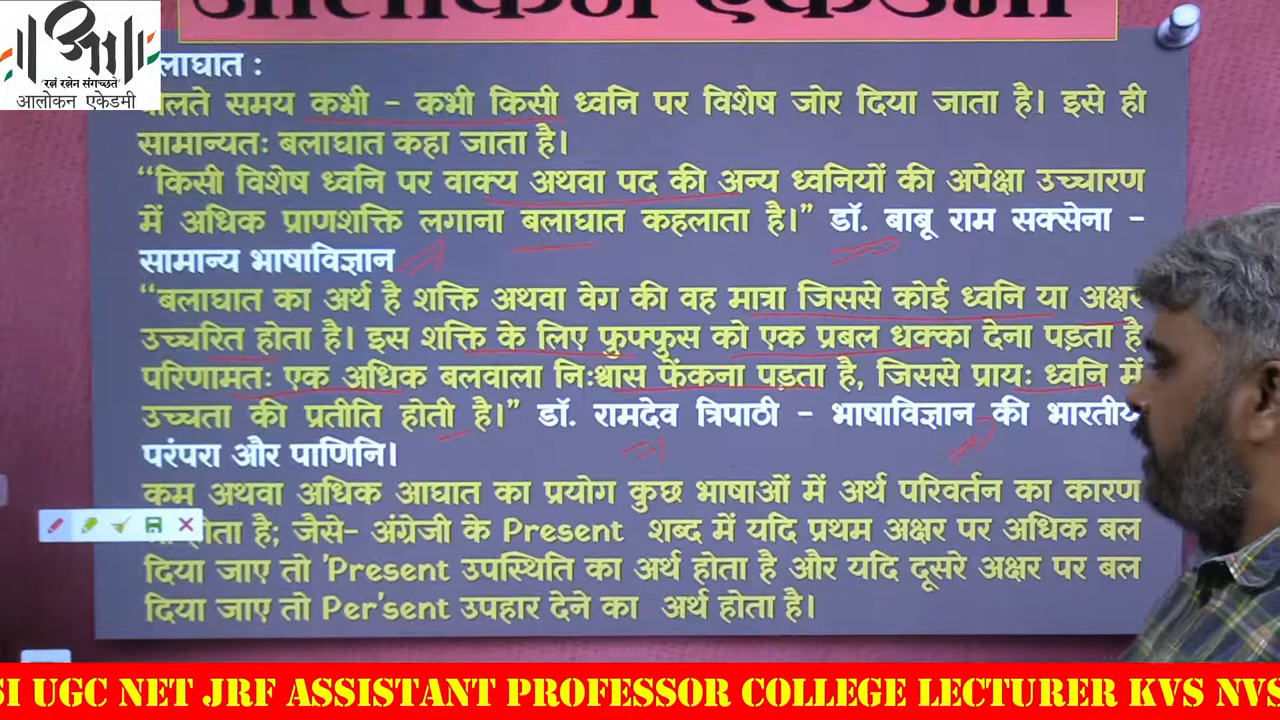 आलोकन एकेडमी
'रत्नं रत्नेन संगच्छते'
आलोकन एकेडमी
लाघात :
बोलते समय कभी - कभी किसी ध्वनि पर विशेष जोर दिया जाता है। इसे ही
सामान्यतः बलाघात कहा जाता है।
“किसी विशेष ध्वनि पर वाक्य अथवा पद की अन्य ध्वनियों की अपेक्षा उच्चारण
में अधिक प्राणशक्ति लगाना बलाघात कहलाता है।” डॉ. बाबू राम सक्सेना -
सामान्य भाषाविज्ञान
“बलाघात का अर्थ है शक्ति अथवा वेग की वह मात्रा जिससे कोई ध्वनि या अक्षर
उच्चरित होता है। इस शक्ति के लिए फुफ्फुस को एक प्रबल धक्का देना पड़ता है
परिणामतः एक अधिक बलवाला निःश्वास फेंकना पड़ता है, जिससे प्रायः ध्वनि में
उच्चता की प्रतीति होती है।” डॉ. रामदेव त्रिपाठी - भाषाविज्ञान की भारतीय
परंपरा और पाणिनि।
कम अथवा अधिक आघात का प्रयोग कुछ भाषाओं में अर्थ परिवर्तन का कारण
होता है; जैसे- अंग्रेजी के Present शब्द में यदि प्रथम अक्षर पर अधिक बल
दिया जाए तो 'Present उपस्थिति का अर्थ होता है और यदि दूसरे अक्षर पर बल
दिया जाए तो Per'sent उपहार देने का अर्थ होता है।
SI UGC NET JRF ASSISTANT PROFESSOR COLLEGE LECTURER KVS NVS